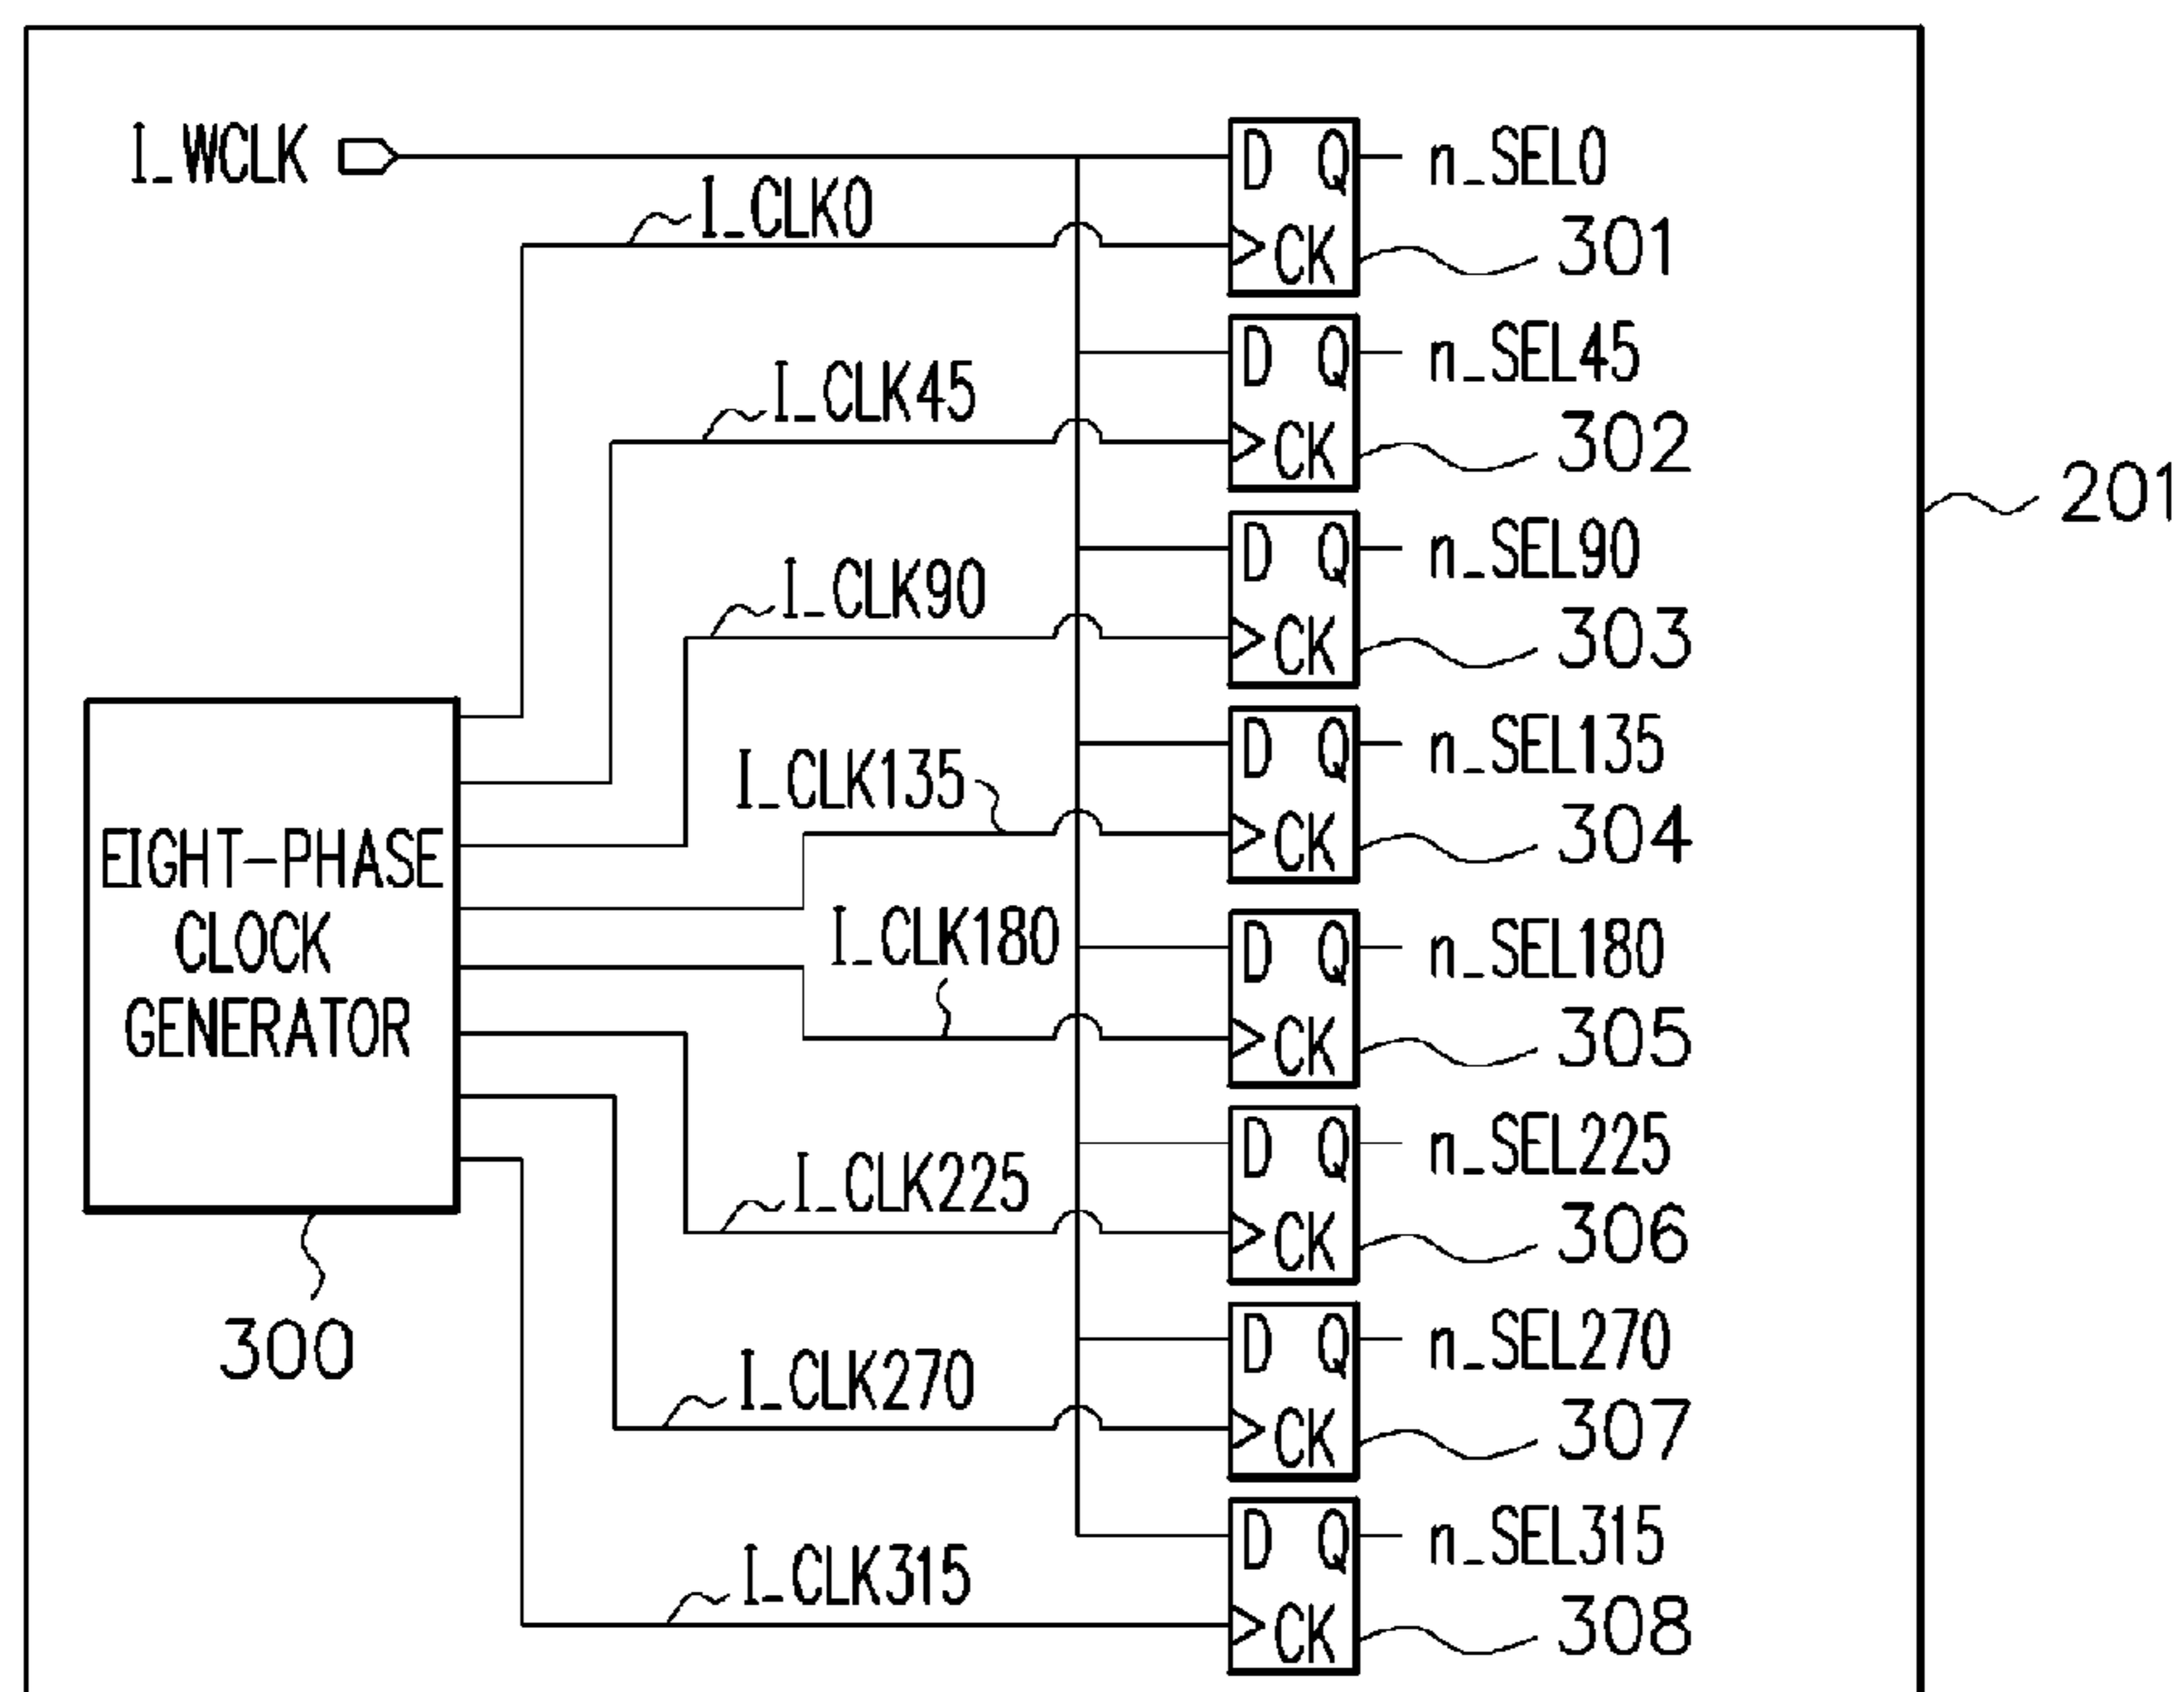 I_WCLK
D Q n_SEL0
I_CLK0
CK 301
D Q n_SEL45
I_CLK45
CK 302
201
D Q n_SEL90
I_CLK90
CK 303
D Q n_SEL135
I_CLK135
CK 304
EIGHT-PHASE
CLOCK
GENERATOR
300
D Q n_SEL180
I_CLK180
CK 305
D Q n_SEL225
I_CLK225
CK 306
D Q n_SEL270
I_CLK270
CK 307
D Q n_SEL315
I_CLK315
CK 308